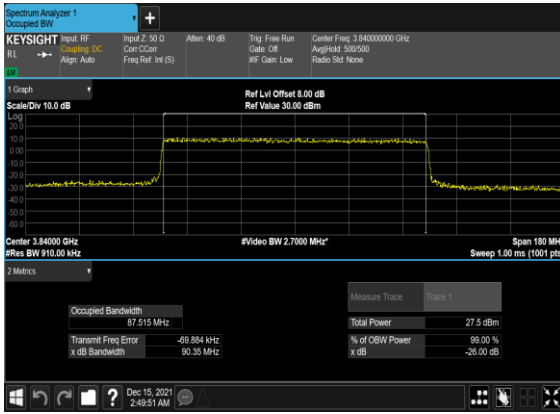 Spectrum Analyzer 1
Occupied BW
KEYSIGHT
RL
Input: RF
Coupling: DC
Align: Auto
Input Z: 50 Ω
Corr CCorr
Freq Ref: Int (S)
Atten: 40 dB
Trig: Free Run
Gate: Off
#IF Gain: Low
Center Freq: 3.840000000 GHz
Avg|Hold: 500/500
Radio Std: None
1 Graph
Scale/Div 10.0 dB
Ref Lvl Offset 8.00 dB
Ref Value 30.00 dBm
Log
20.0
10.0
0.00
-10.0
-20.0
-30.0
-40.0
-50.0
-60.0
Center 3.84000 GHz
#Res BW 910.00 kHz
#Video BW 2.7000 MHz*
Span 180 MH
Sweep 1.00 ms (1001 pts
2 Metrics
Measure Trace
Trace 1
Occupied Bandwidth
87.515 MHz
Total Power
27.5 dBm
Transmit Freq Error
-69.884 kHz
% of OBW Power
99.00 %
x dB Bandwidth
90.35 MHz
x dB
-26.00 dB
?
Dec 15, 2021
2:49:51 AM